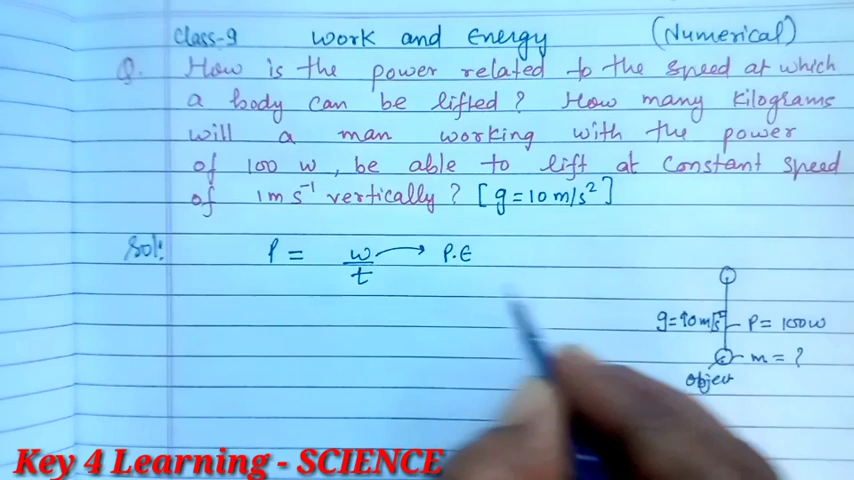 Class-9 Work and Energy (Numerical)
Q. How is the power related to the speed at which
a body can be lifted? How many kilograms
will a man working with the power
of 100 w, be able to lift at constant speed
of 1 m s⁻¹ vertically? [g=10 m/s²]
Sol: P = w/t → P.E
g=10 m/s² P = 100w
m = ?
Object
Key 4 Learning - SCIENCE